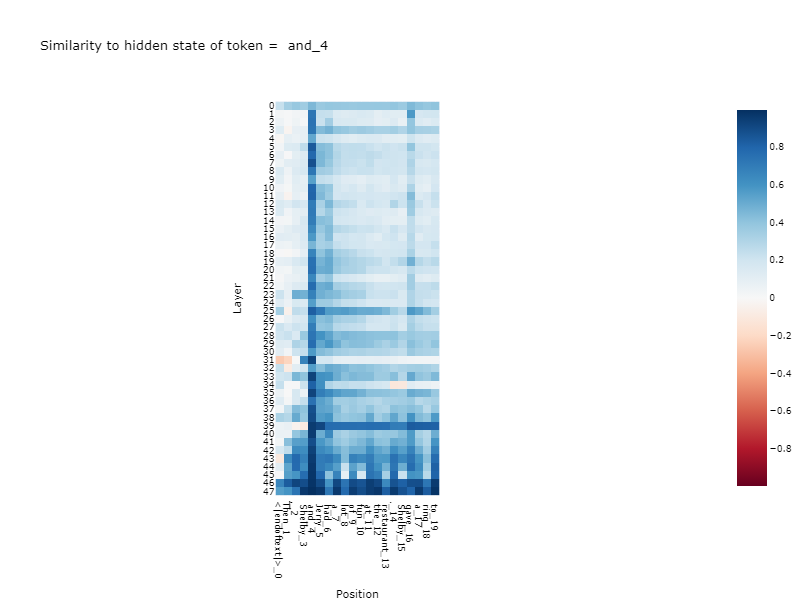 Similarity to hidden state of token =  and_4
0
1
2
3
4
5
6
7
8
9
10
11
12
13
14
15
16
17
18
19
20
21
22
23
24
25
26
27
28
29
30
31
32
33
34
35
36
37
38
39
40
41
42
43
44
45
46
47
Layer
<|endoftext|>_0
Then_1
,_2
Shelby_3
and_4
Jerry_5
had_6
a_7
lot_8
of_9
fun_10
at_11
the_12
restaurant_13
._14
Shelby_15
gave_16
a_17
ring_18
to_19
Position
0.8
0.6
0.4
0.2
0
−0.2
−0.4
−0.6
−0.8